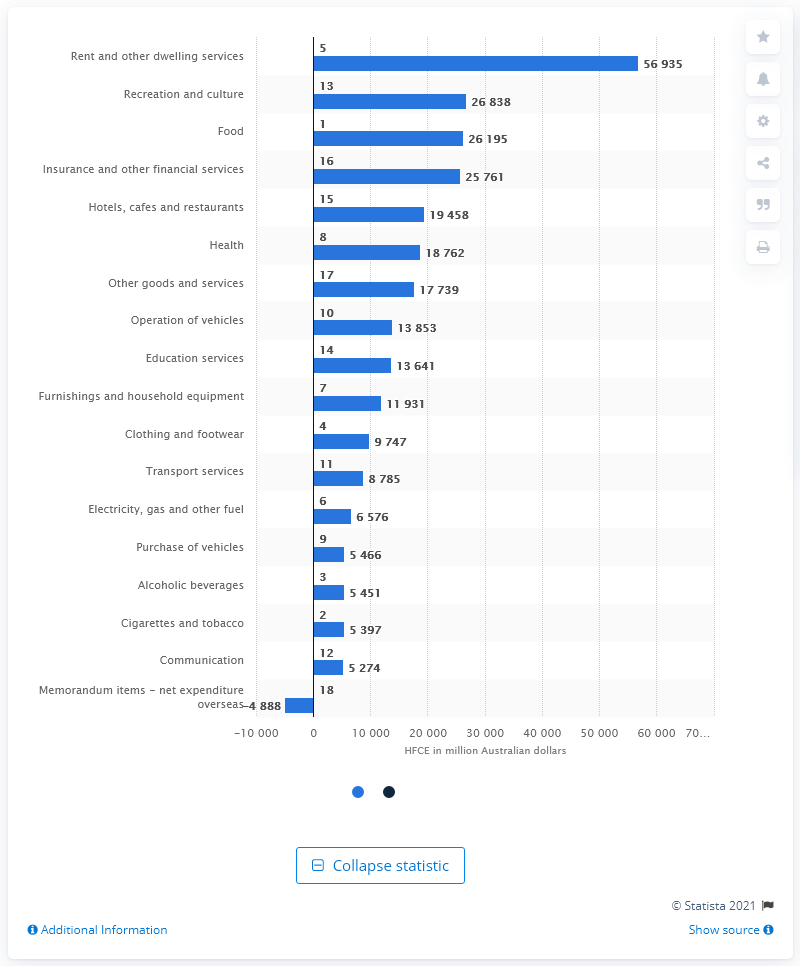 5
Rent and other dwelling services 56 935
13
Recreation and culture 26 838
1
Food 26 195
16
Insurance and other financial services 25 761
15
Hotels, cafes and restaurants 19 458
8
Health 18 762
17
Other goods and services 17 739
10
Operation of vehicles 13 853
14
Education services 13 641
7
Furnishings and household equipment 11 931
4
Clothing and footwear 9 747
11
Transport services 8 785
6
Electricity, gas and other fuel 6 576
9
Purchase of vehicles 5 466
3
Alcoholic beverages 5 451
2
Cigarettes and tobacco 5 397
12
Communication 5 274
Memorandum items – net expenditure 18
overseas –4 888
–10 000 0 10 000 20 000 30 000 40 000 50 000 60 000 70…
HFCE in million Australian dollars
Collapse statistic
© Statista 2021
Additional Information Show source